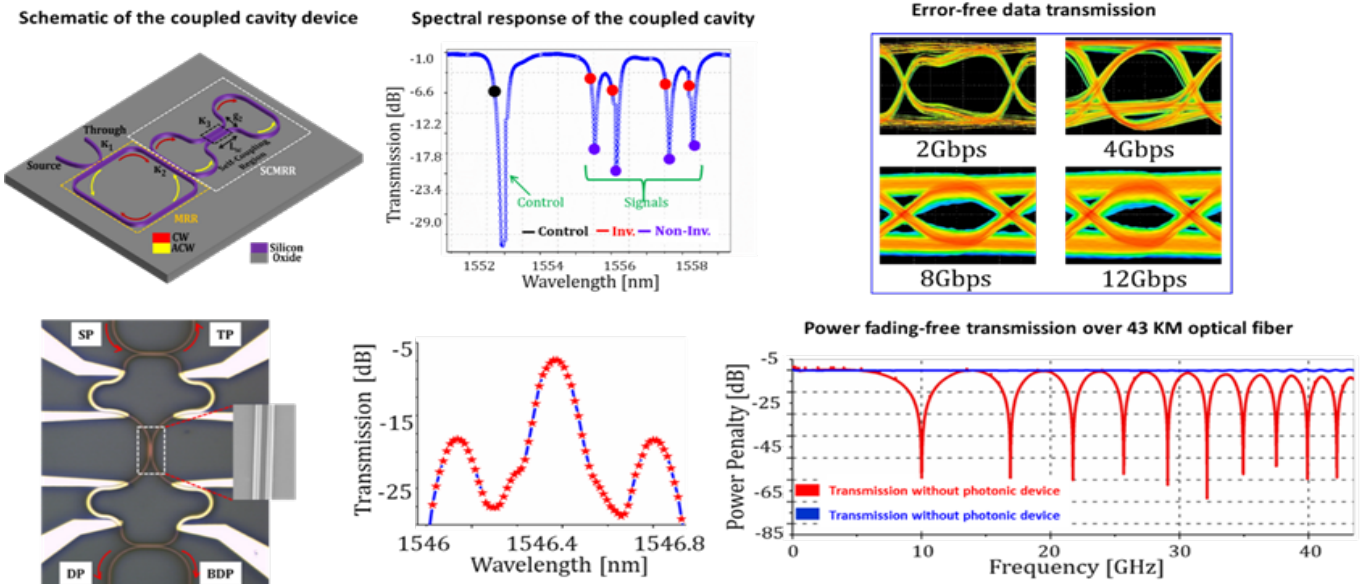 Schematic of the coupled cavity device
Through
Source
κ1
κ2
κ3
g2
Self-Coupling
Region
SCMRR
MRR
CW
ACW
Silicon
Oxide
Spectral response of the coupled cavity
Transmission [dB]
-1.0
-6.6
-12.2
-17.8
-23.4
-29.0
Control
Signals
Control Inv. Non-Inv.
1552 1554 1556 1558
Wavelength [nm]
Error-free data transmission
2Gbps 4Gbps
8Gbps 12Gbps
SP TP
DP BDP
Transmission [dB]
-5
-15
-25
1546 1546.4 1546.8
Wavelength [nm]
Power fading-free transmission over 43 KM optical fiber
Power Penalty [dB]
-5
-25
-45
-65
-85
Transmission without photonic device
Transmission without photonic device
0 10 20 30 40
Frequency [GHz]